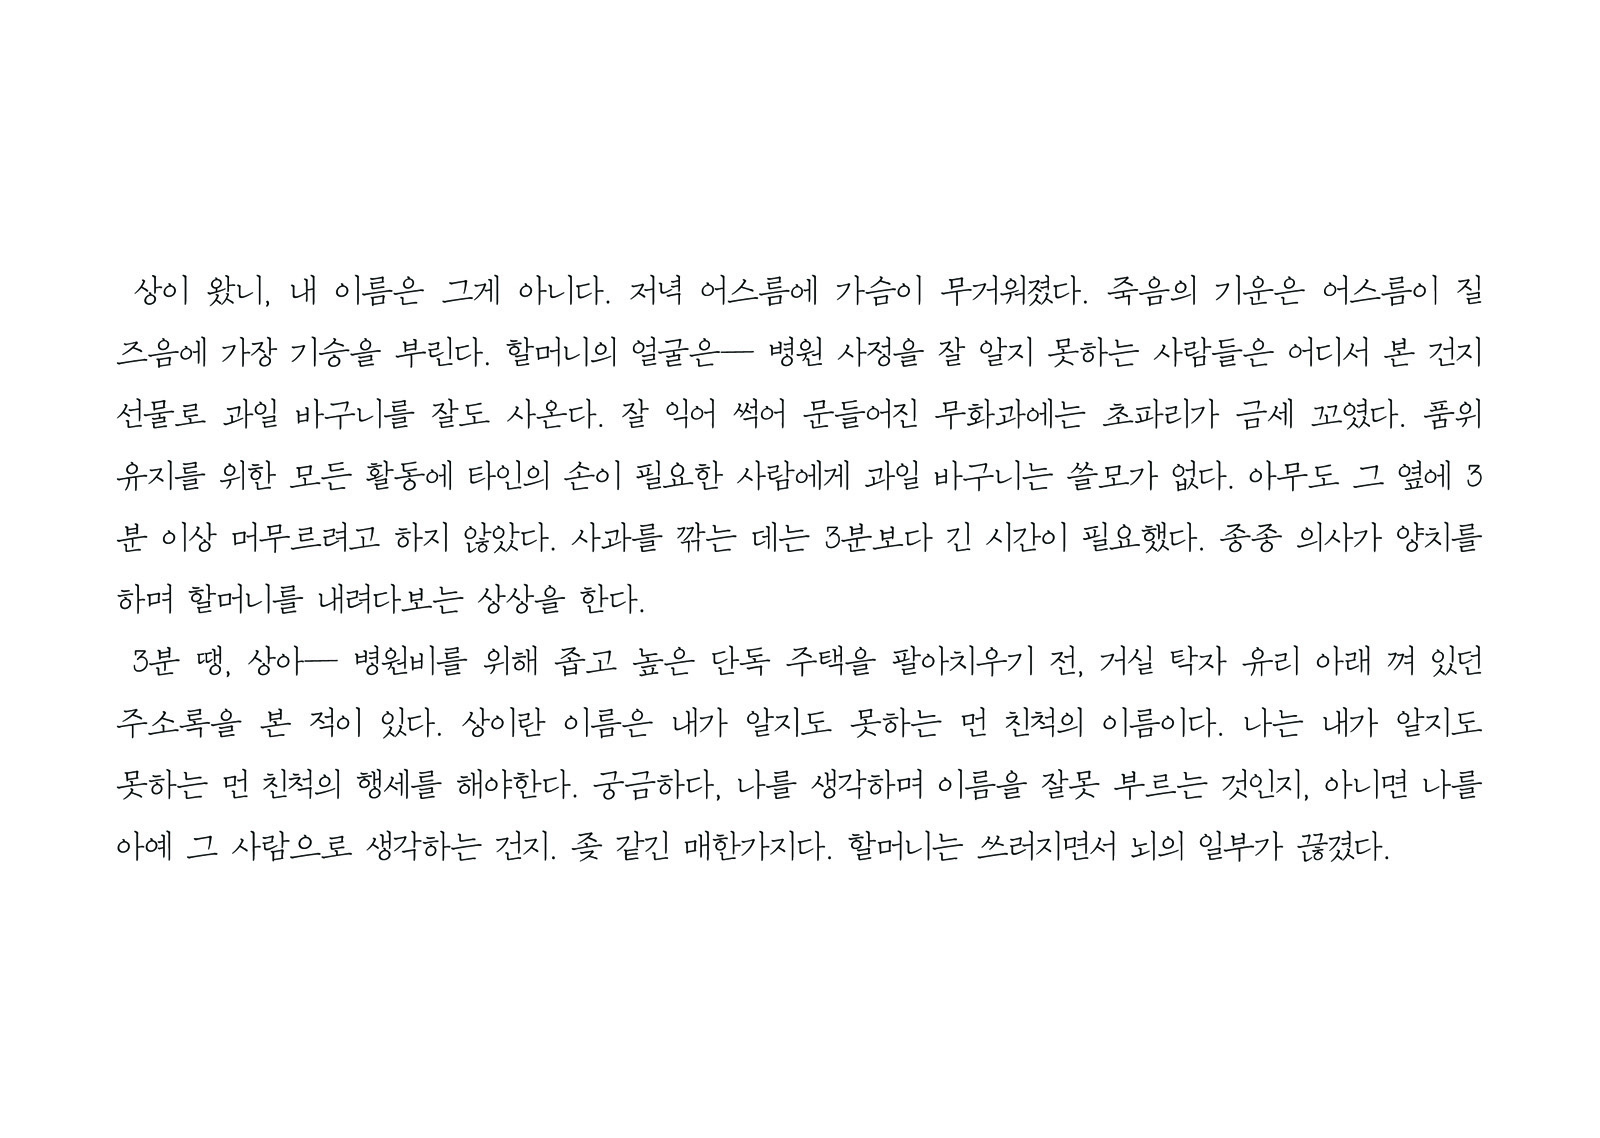 상이 왔니, 내 이름은 그게 아니다. 저녁 어스름에 가슴이 무거워졌다. 죽음의 기운은 어스름이 질
즈음에 가장 기승을 부린다. 할머니의 얼굴은── 병원 사정을 잘 알지 못하는 사람들은 어디서 본 건지
선물로 과일 바구니를 잘도 사온다. 잘 익어 썩어 문들어진 무화과에는 초파리가 금세 꼬였다. 품위
유지를 위한 모든 활동에 타인의 손이 필요한 사람에게 과일 바구니는 쓸모가 없다. 아무도 그 옆에 3
분 이상 머무르려고 하지 않았다. 사과를 깎는 데는 3분보다 긴 시간이 필요했다. 종종 의사가 양치를
하며 할머니를 내려다보는 상상을 한다.
3분 땡, 상아── 병원비를 위해 좁고 높은 단독 주택을 팔아치우기 전, 거실 탁자 유리 아래 껴 있던
주소록을 본 적이 있다. 상이란 이름은 내가 알지도 못하는 먼 친척의 이름이다. 나는 내가 알지도
못하는 먼 친척의 행세를 해야한다. 궁금하다, 나를 생각하며 이름을 잘못 부르는 것인지, 아니면 나를
아예 그 사람으로 생각하는 건지. 좆 같긴 매한가지다. 할머니는 쓰러지면서 뇌의 일부가 끊겼다.